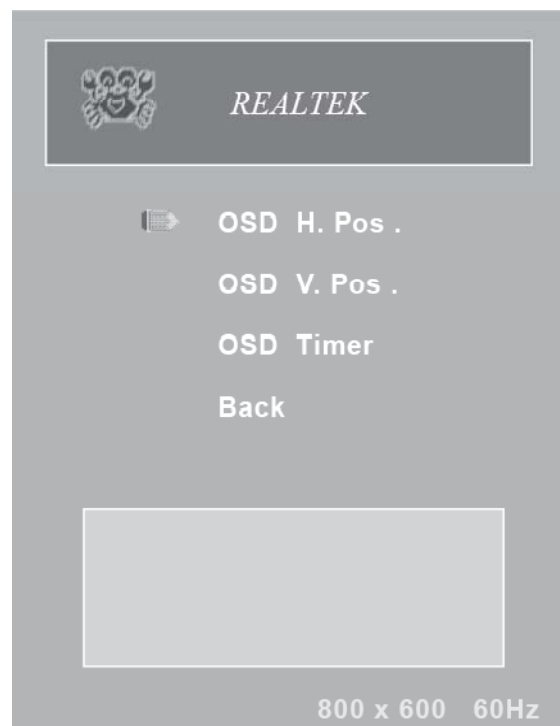 REALTEK
OSD H. Pos .
OSD V. Pos .
OSD Timer
Back
800 x 600 60Hz